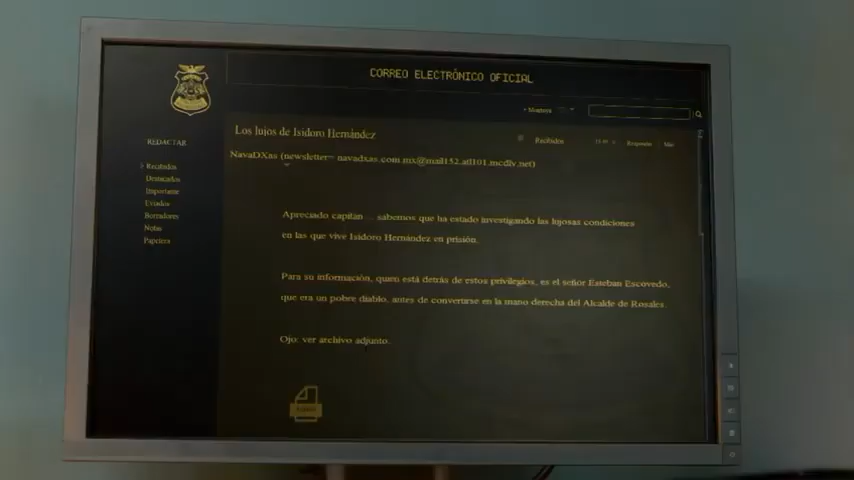 CORREO ELECTRÓNICO OFICIAL
Mostrar
Los lujos de Isidoro Hernández
Recibidos
Responder
Más
REDACTAR
NavaDXas (newsletter= navadxas.com.mx@mail152.atl101.mcdlv.net)
> Recibidos
Destacados
Importante
Enviados
Borradores
Notas
Papelera
Apreciado capitán ... sabemos que ha estado investigando las lujosas condiciones
en las que vive Isidoro Hernández en prisión.
Para su información, quien está detrás de estos privilegios, es el señor Esteban Escovedo,
que era un pobre diablo, antes de convertirse en la mano derecha del Alcalde de Rosales.
Ojo: ver archivo adjunto.